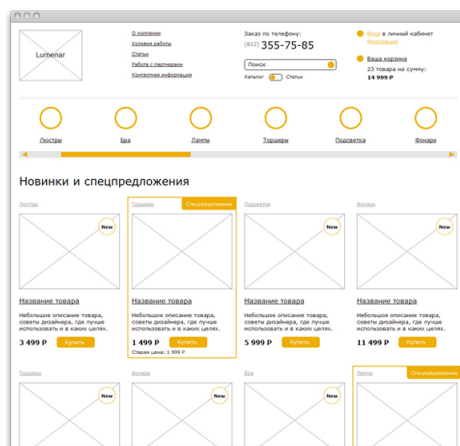 Lumenar
О компании
Условия работы
Статьи
Работа с партнерами
Контактная информация
Заказ по телефону:
(812) 355-75-85
Поиск
Каталог Статьи
Вход в личный кабинет
Регистрация
Ваша корзина
23 товара на сумму:
14 999 Р
Люстры Бра Лампы Торшеры Подсветка Фонари
Новинки и спецпредложения
Люстры Торшеры Спецпредложение Подсветка Фонари
New New New
Название товара Название товара Название товара Название товара
Небольшое описание товара, Небольшое описание товара, Небольшое описание товара, Небольшое описание товара,
советы дизайнера, где лучше советы дизайнера, где лучше советы дизайнера, где лучше советы дизайнера, где лучше
использовать и в каких целях. использовать и в каких целях. использовать и в каких целях. использовать и в каких целях.
3 499 Р Купить 1 499 Р Купить 5 999 Р Купить 11 499 Р Купить
Старая цена: 1 999 Р
Торшеры Фонари Бра Лампы Спецпредложение
New New New